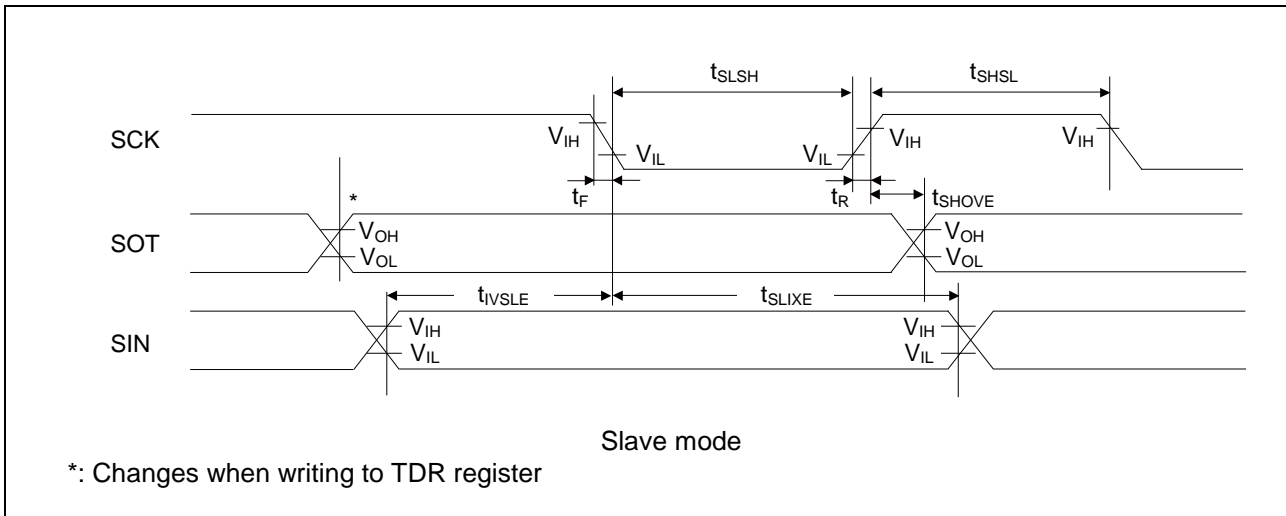 tSLSH
tSHSL
SCK
VIH
VIL
VIL
VIH
VIH
tF
tR
tSHOVE
*
SOT
VOH
VOL
VOH
VOL
tIVSLE
tSLIXE
SIN
VIH
VIL
VIH
VIL
Slave mode
*: Changes when writing to TDR register